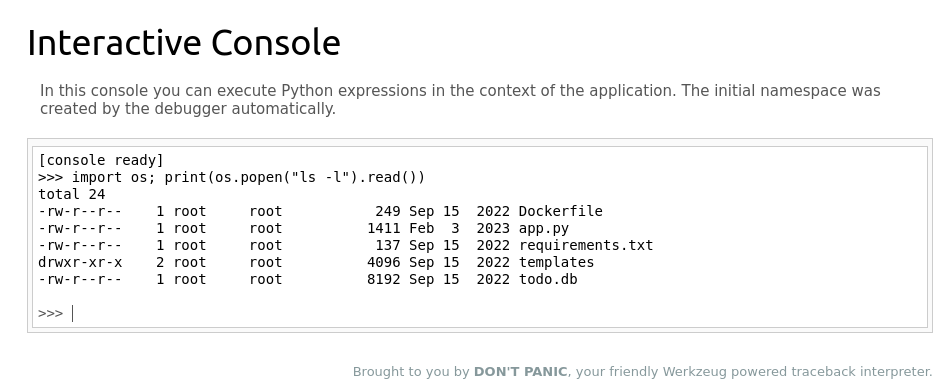 Interactive Console
In this console you can execute Python expressions in the context of the application. The initial namespace was
created by the debugger automatically.
[console ready]
>>> import os; print(os.popen("ls -l").read())
total 24
-rw-r--r--    1 root     root           249 Sep 15  2022 Dockerfile
-rw-r--r--    1 root     root          1411 Feb  3  2023 app.py
-rw-r--r--    1 root     root           137 Sep 15  2022 requirements.txt
drwxr-xr-x    2 root     root          4096 Sep 15  2022 templates
-rw-r--r--    1 root     root          8192 Sep 15  2022 todo.db
>>>
Brought to you by DON'T PANIC, your friendly Werkzeug powered traceback interpreter.